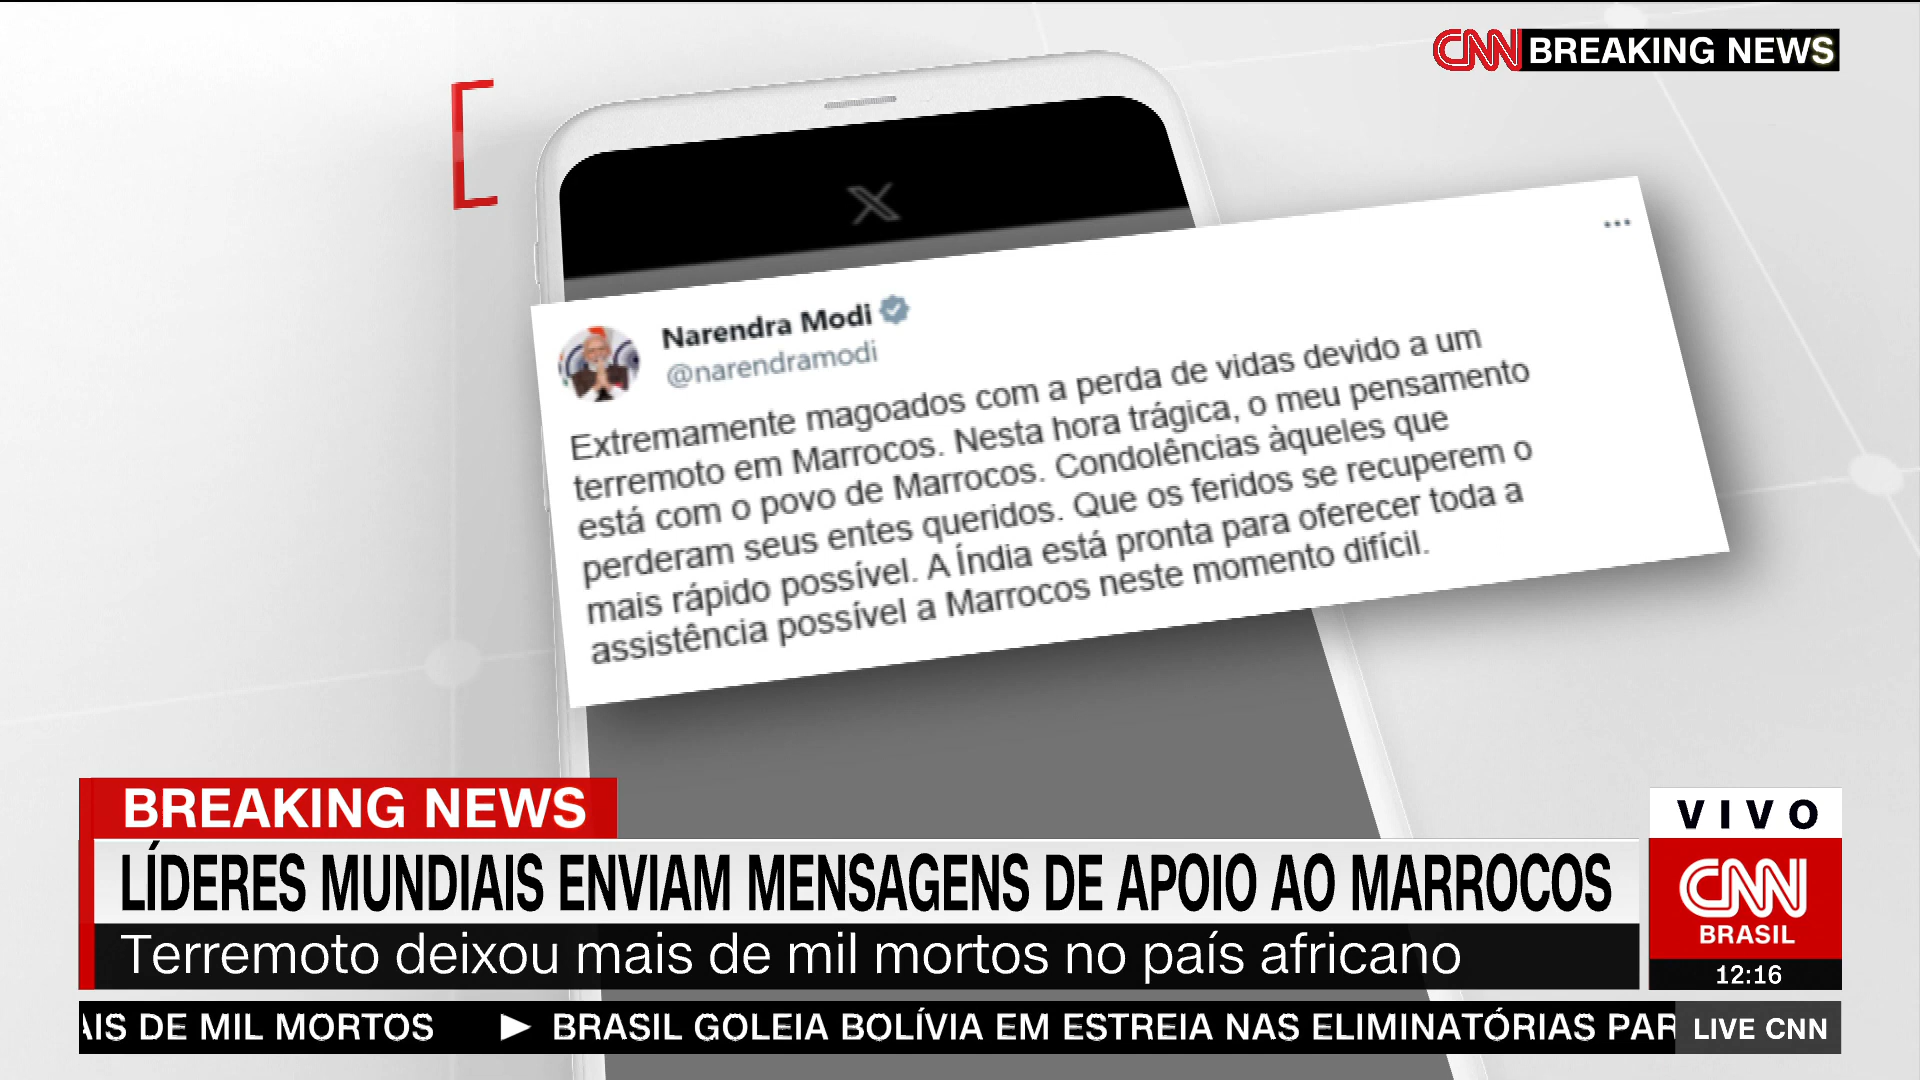 CNN BREAKING NEWS
X
Narendra Modi
@narendramodi
Extremamente magoados com a perda de vidas devido a um
terremoto em Marrocos. Nesta hora trágica, o meu pensamento
está com o povo de Marrocos. Condolências àqueles que
perderam seus entes queridos. Que os feridos se recuperem o
mais rápido possível. A Índia está pronta para oferecer toda a
assistência possível a Marrocos neste momento difícil.
BREAKING NEWS
LÍDERES MUNDIAIS ENVIAM MENSAGENS DE APOIO AO MARROCOS
Terremoto deixou mais de mil mortos no país africano
VIVO
CNN
BRASIL
12:16
AIS DE MIL MORTOS ▶ BRASIL GOLEIA BOLÍVIA EM ESTREIA NAS ELIMINATÓRIAS PAR
LIVE CNN